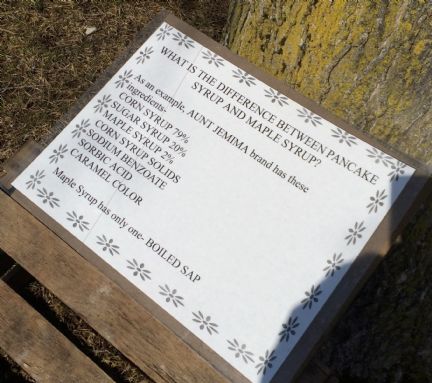 WHAT IS THE DIFFERENCE BETWEEN PANCAKE
SYRUP AND MAPLE SYRUP?
As an example, AUNT JEMIMA brand has these
ingredients-
CORN SYRUP 79%
SUGAR SYRUP 20%
MAPLE SYRUP 2%
CORN SYRUP SOLIDS
SODIUM BENZOATE
SORBIC ACID
CARAMEL COLOR
Maple Syrup has only one- BOILED SAP